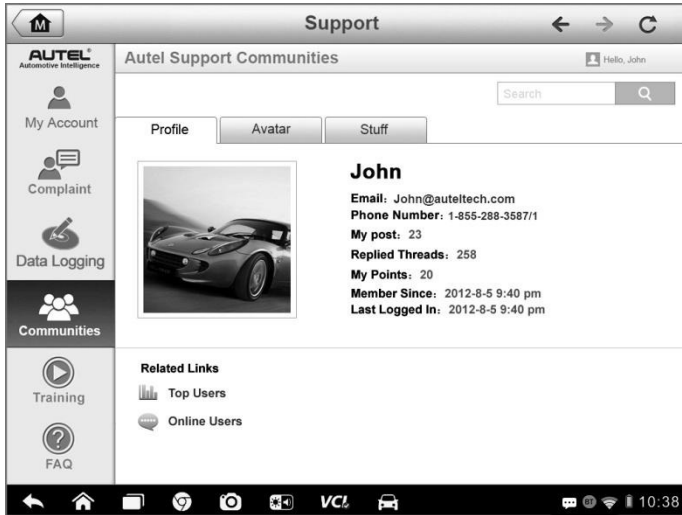 M
Support
AUTEL®
Automotive Intelligence
Autel Support Communities
Hello, John
Search
My Account
Profile
Avatar
Stuff
Complaint
Data Logging
Communities
Training
FAQ
John
Email: John@auteltech.com
Phone Number: 1-855-288-3587/1
My post: 23
Replied Threads: 258
My Points: 20
Member Since: 2012-8-5 9:40 pm
Last Logged In: 2012-8-5 9:40 pm
Related Links
Top Users
Online Users
VCI
BT
10:38